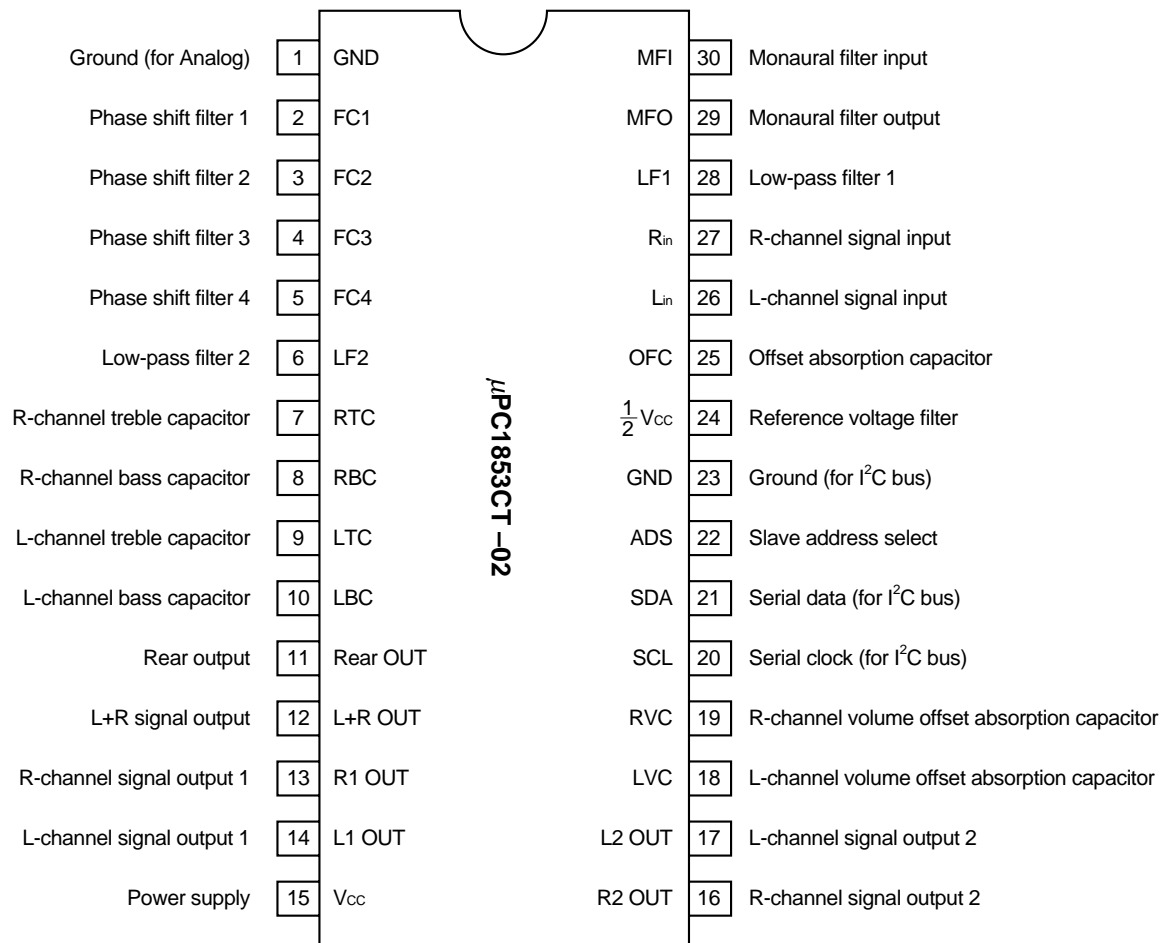 Ground (for Analog) 1 GND MFI 30 Monaural filter input
Phase shift filter 1 2 FC1 MFO 29 Monaural filter output
Phase shift filter 2 3 FC2 LF1 28 Low-pass filter 1
Phase shift filter 3 4 FC3 Rin 27 R-channel signal input
Phase shift filter 4 5 FC4 Lin 26 L-channel signal input
Low-pass filter 2 6 LF2 OFC 25 Offset absorption capacitor
R-channel treble capacitor 7 RTC 1/2 VCC 24 Reference voltage filter
R-channel bass capacitor 8 RBC GND 23 Ground (for I²C bus)
L-channel treble capacitor 9 LTC ADS 22 Slave address select
L-channel bass capacitor 10 LBC SDA 21 Serial data (for I²C bus)
Rear output 11 Rear OUT SCL 20 Serial clock (for I²C bus)
L+R signal output 12 L+R OUT RVC 19 R-channel volume offset absorption capacitor
R-channel signal output 1 13 R1 OUT LVC 18 L-channel volume offset absorption capacitor
L-channel signal output 1 14 L1 OUT L2 OUT 17 L-channel signal output 2
Power supply 15 VCC R2 OUT 16 R-channel signal output 2
µPC1853CT –02